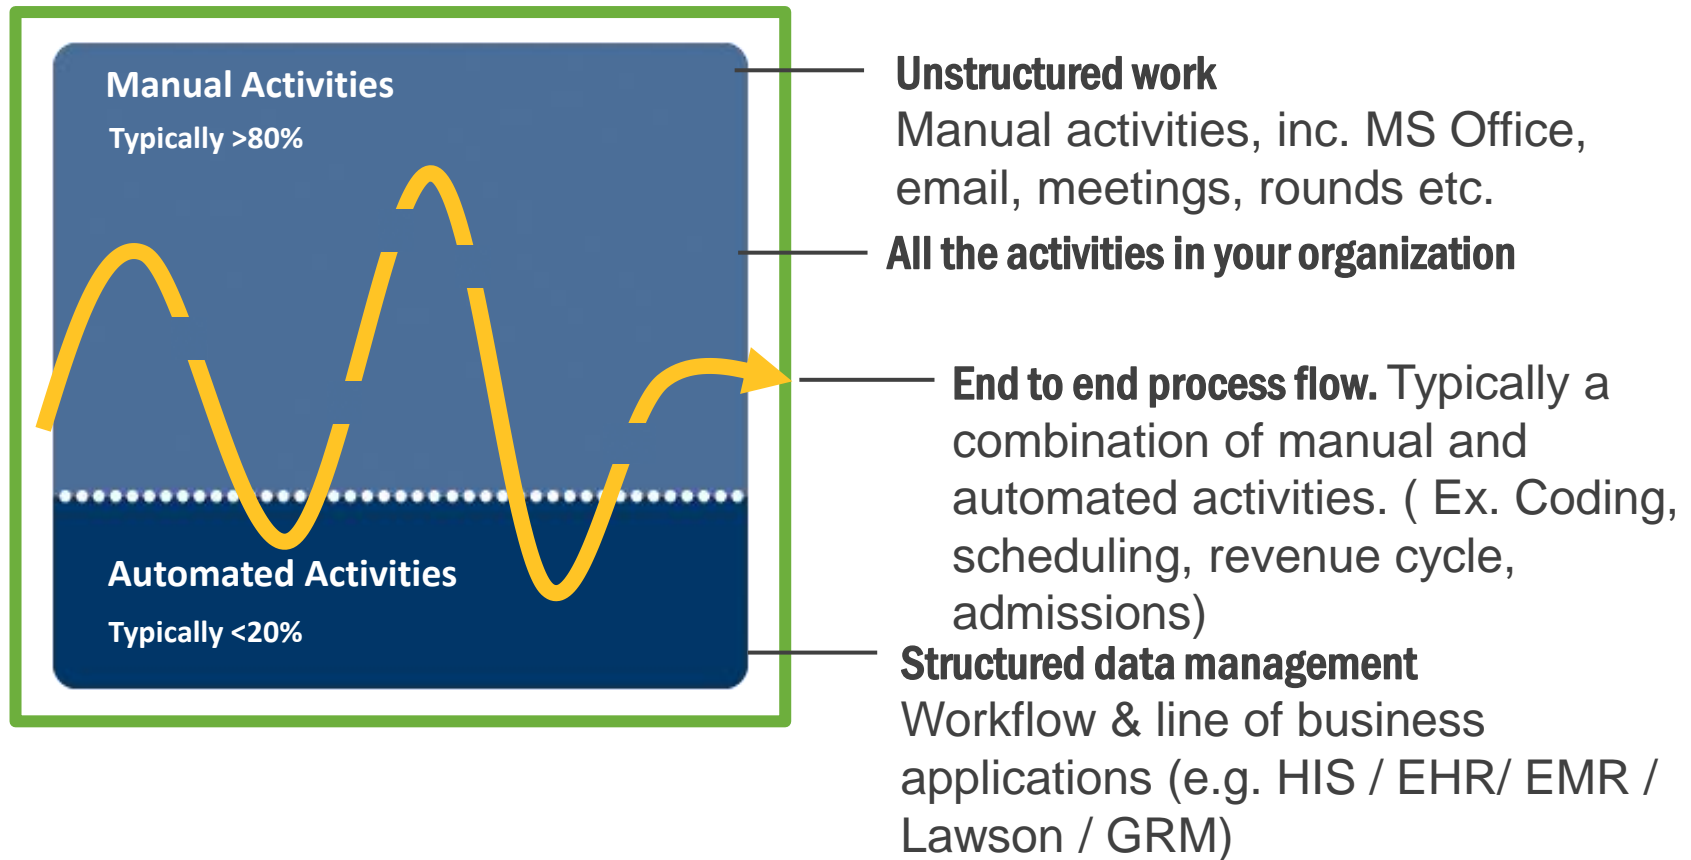 Manual Activities
Typically >80%
Automated Activities
Typically <20%
Unstructured work
Manual activities, inc. MS Office,
email, meetings, rounds etc.
All the activities in your organization
End to end process flow. Typically a
combination of manual and
automated activities. ( Ex. Coding,
scheduling, revenue cycle,
admissions)
Structured data management
Workflow & line of business
applications (e.g. HIS / EHR/ EMR /
Lawson / GRM)